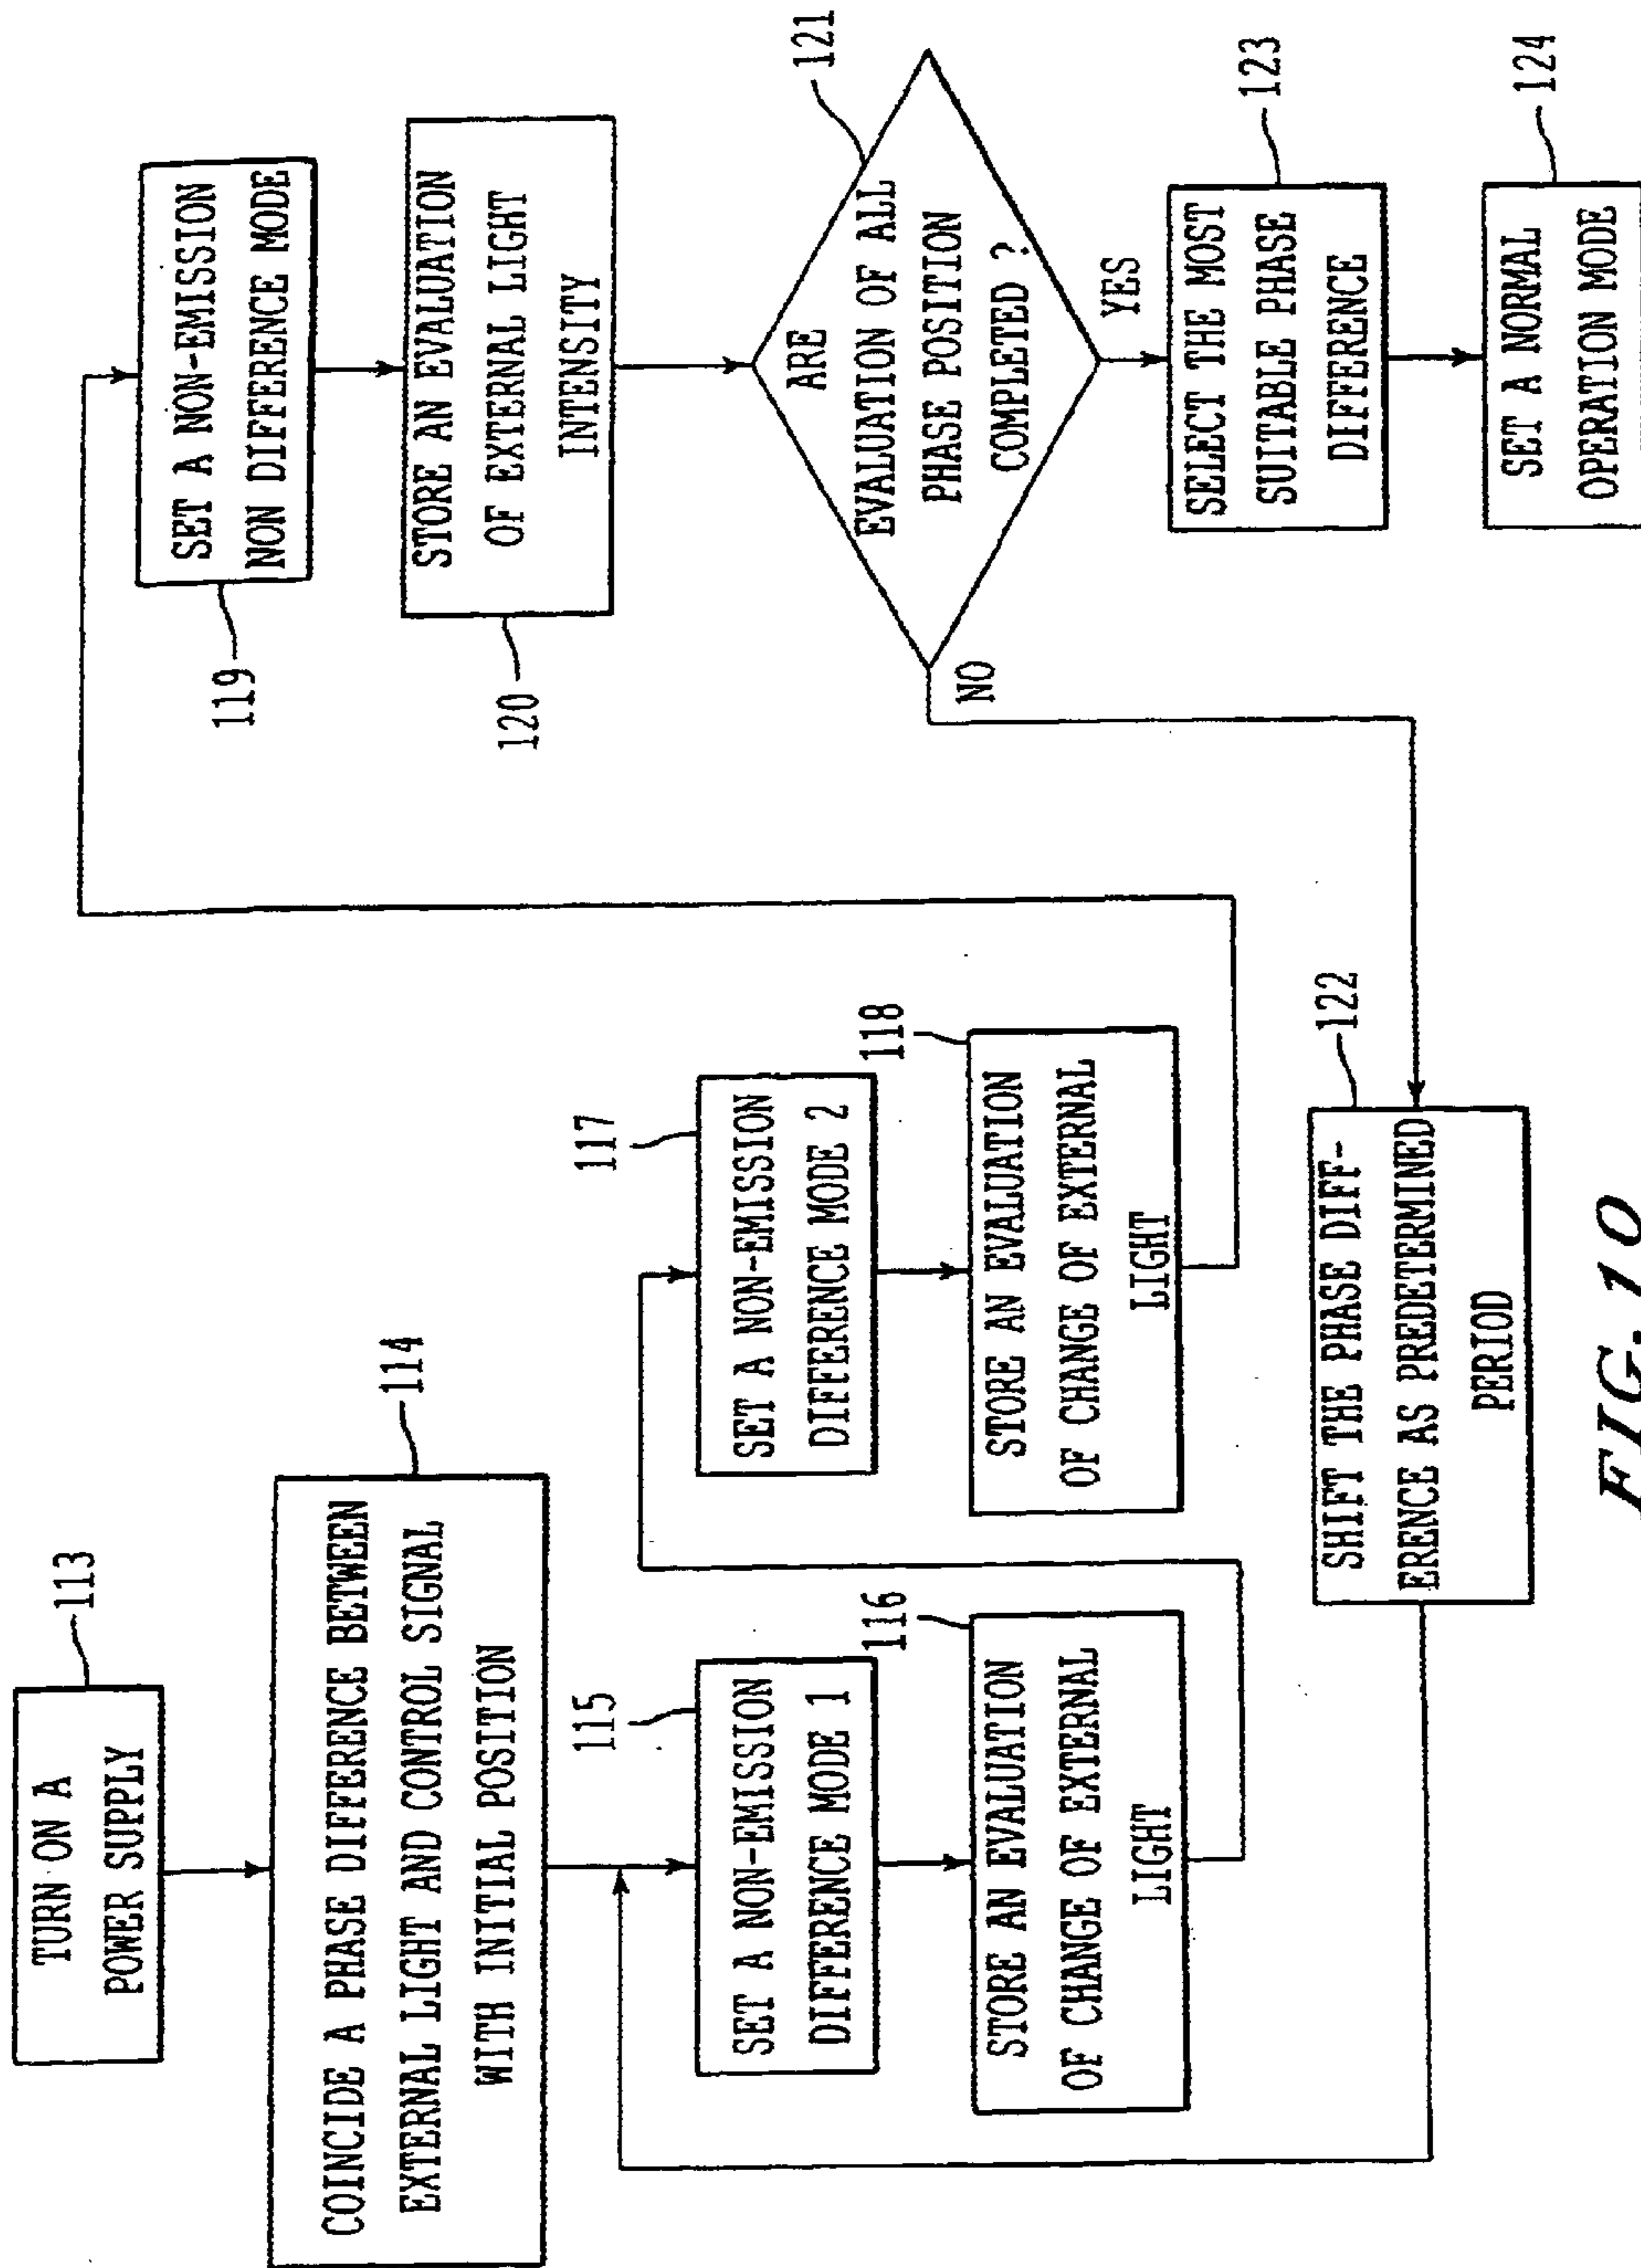 TURN ON A
POWER SUPPLY
113
COINCIDE A PHASE DIFFERENCE BETWEEN
EXTERNAL LIGHT AND CONTROL SIGNAL
WITH INITIAL POSITION
114
SET A NON-EMISSION
DIFFERENCE MODE 1
115
STORE AN EVALUATION
OF CHANGE OF EXTERNAL
LIGHT
116
SET A NON-EMISSION
DIFFERENCE MODE 2
117
STORE AN EVALUATION
OF CHANGE OF EXTERNAL
LIGHT
118
SET A NON-EMISSION
NON DIFFERENCE MODE
119
STORE AN EVALUATION
OF EXTERNAL LIGHT
INTENSITY
120
ARE
EVALUATION OF ALL
PHASE POSITION
COMPLETED ?
121
NO
YES
SHIFT THE PHASE DIFF-
ERENCE AS PREDETERMINED
PERIOD
122
SELECT THE MOST
SUITABLE PHASE
DIFFERENCE
123
SET A NORMAL
OPERATION MODE
124
FIG. 10